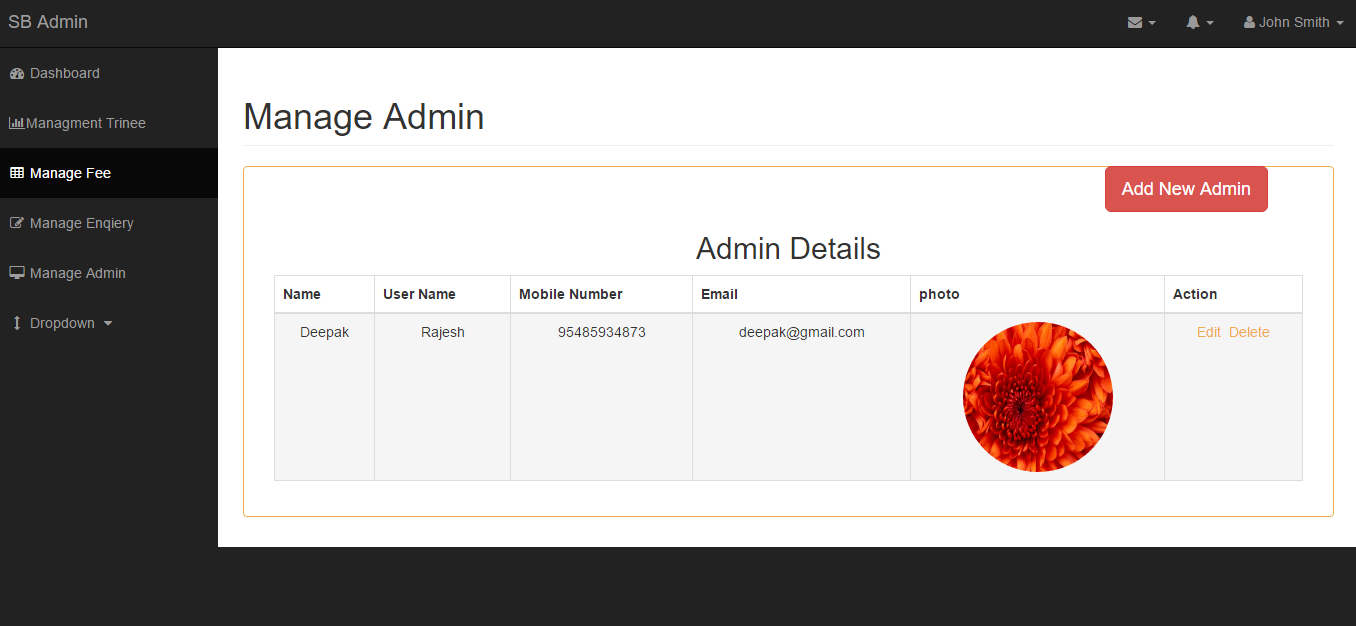 SB Admin
John Smith
Dashboard
Managment Trinee
Manage Fee
Manage Enqiery
Manage Admin
Dropdown
Manage Admin
Add New Admin
Admin Details
Name User Name Mobile Number Email photo Action
Deepak Rajesh 95485934873 deepak@gmail.com Edit Delete